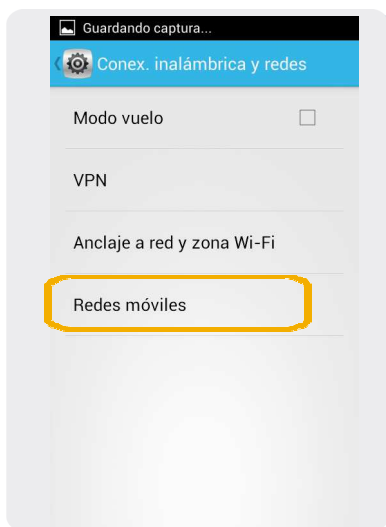 Guardando captura...
Conex. inalámbrica y redes
Modo vuelo
VPN
Anclaje a red y zona Wi-Fi
Redes móviles